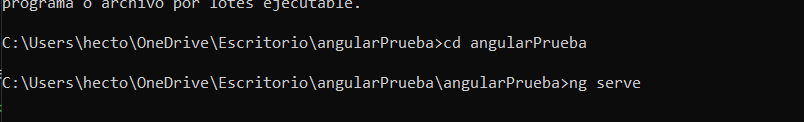 programa o archivo por lotes ejecutable.
C:\Users\hecto\OneDrive\Escritorio\angularPrueba>cd angularPrueba
C:\Users\hecto\OneDrive\Escritorio\angularPrueba\angularPrueba>ng serve